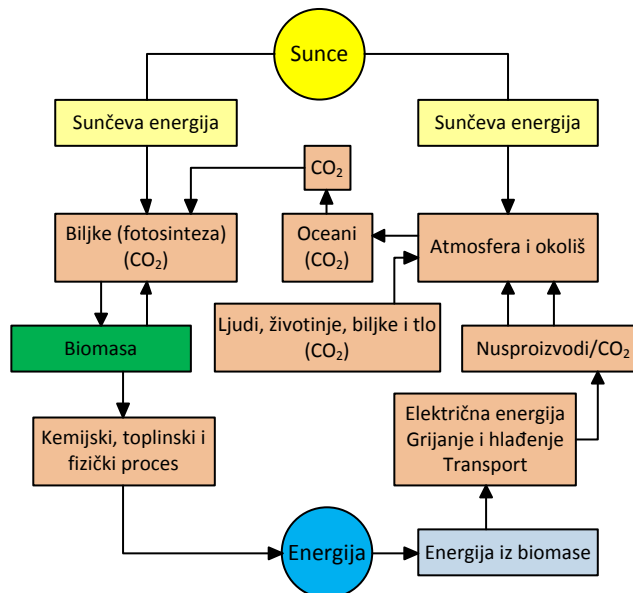 Sunce
Sunčeva energija
Sunčeva energija
CO₂
Biljke (fotosinteza)
(CO₂)
Oceani
(CO₂)
Atmosfera i okoliš
Ljudi, životinje, biljke i tlo
(CO₂)
Biomasa
Nusproizvodi/CO₂
Kemijski, toplinski i
fizički proces
Električna energija
Grijanje i hlađenje
Transport
Energija
Energija iz biomase